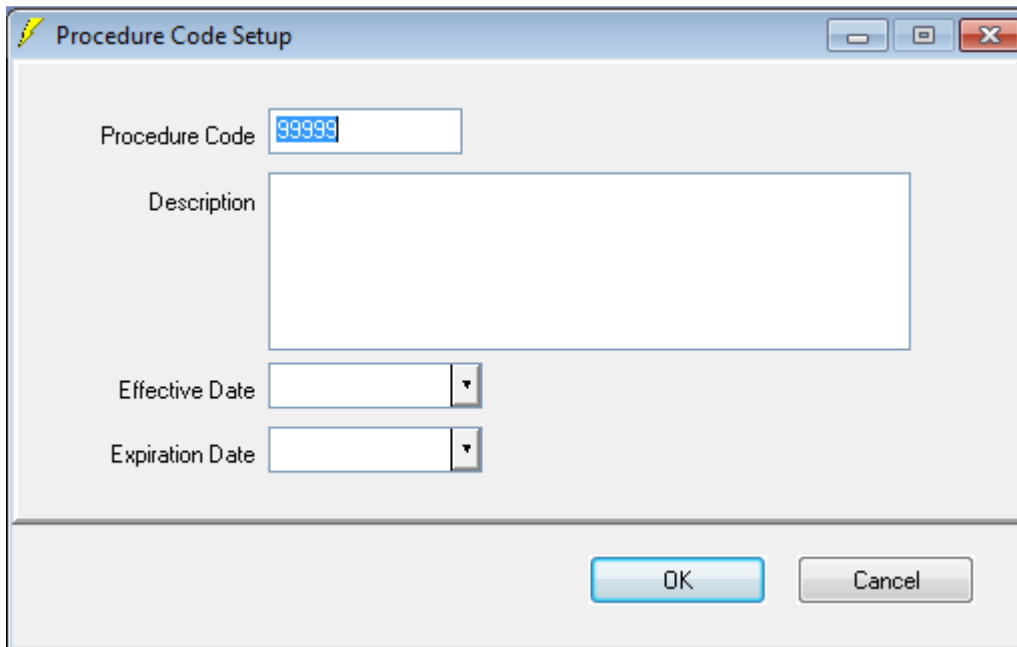 Procedure Code Setup
Procedure Code 99999
Description
Effective Date
Expiration Date
OK Cancel